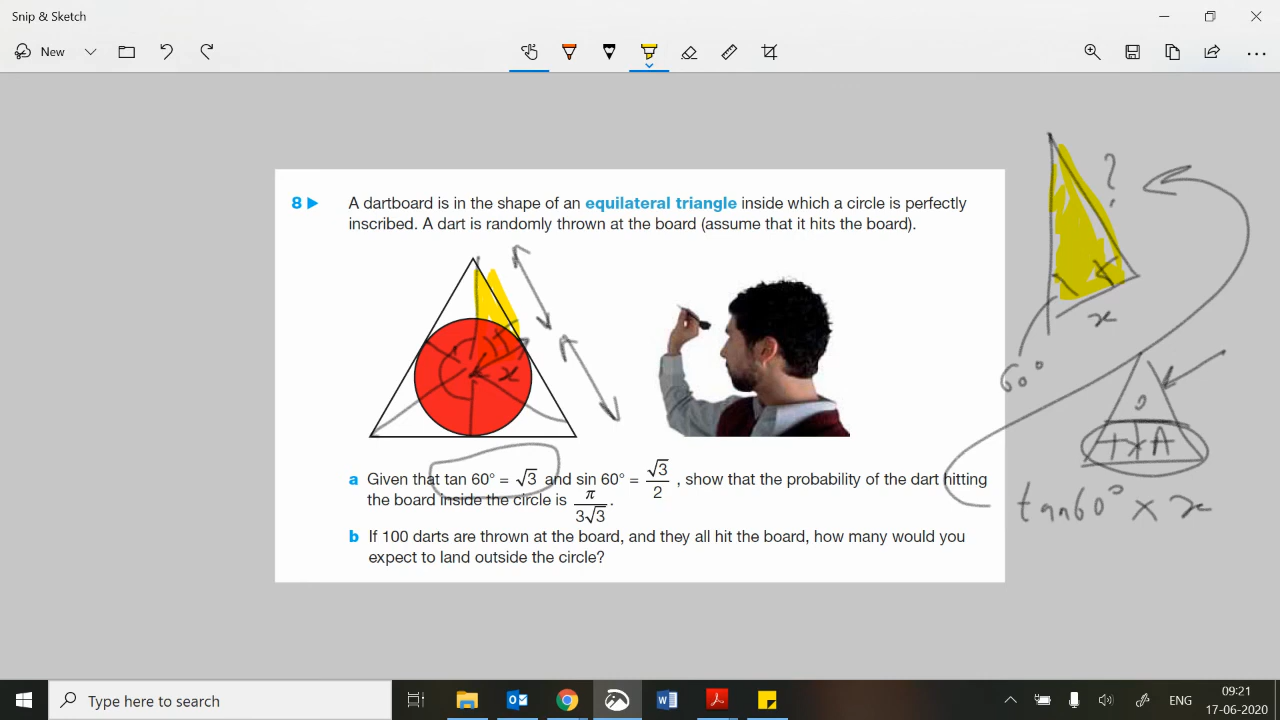 Snip & Sketch
New
8 ▶ A dartboard is in the shape of an equilateral triangle inside which a circle is perfectly
inscribed. A dart is randomly thrown at the board (assume that it hits the board).
?
x
x
60°
O
T x A
tan60° x x
a Given that tan 60° = √3 and sin 60° = √3/2 , show that the probability of the dart hitting
the board inside the circle is π/3√3.
b If 100 darts are thrown at the board, and they all hit the board, how many would you
expect to land outside the circle?
Type here to search
ENG
09:21
17-06-2020